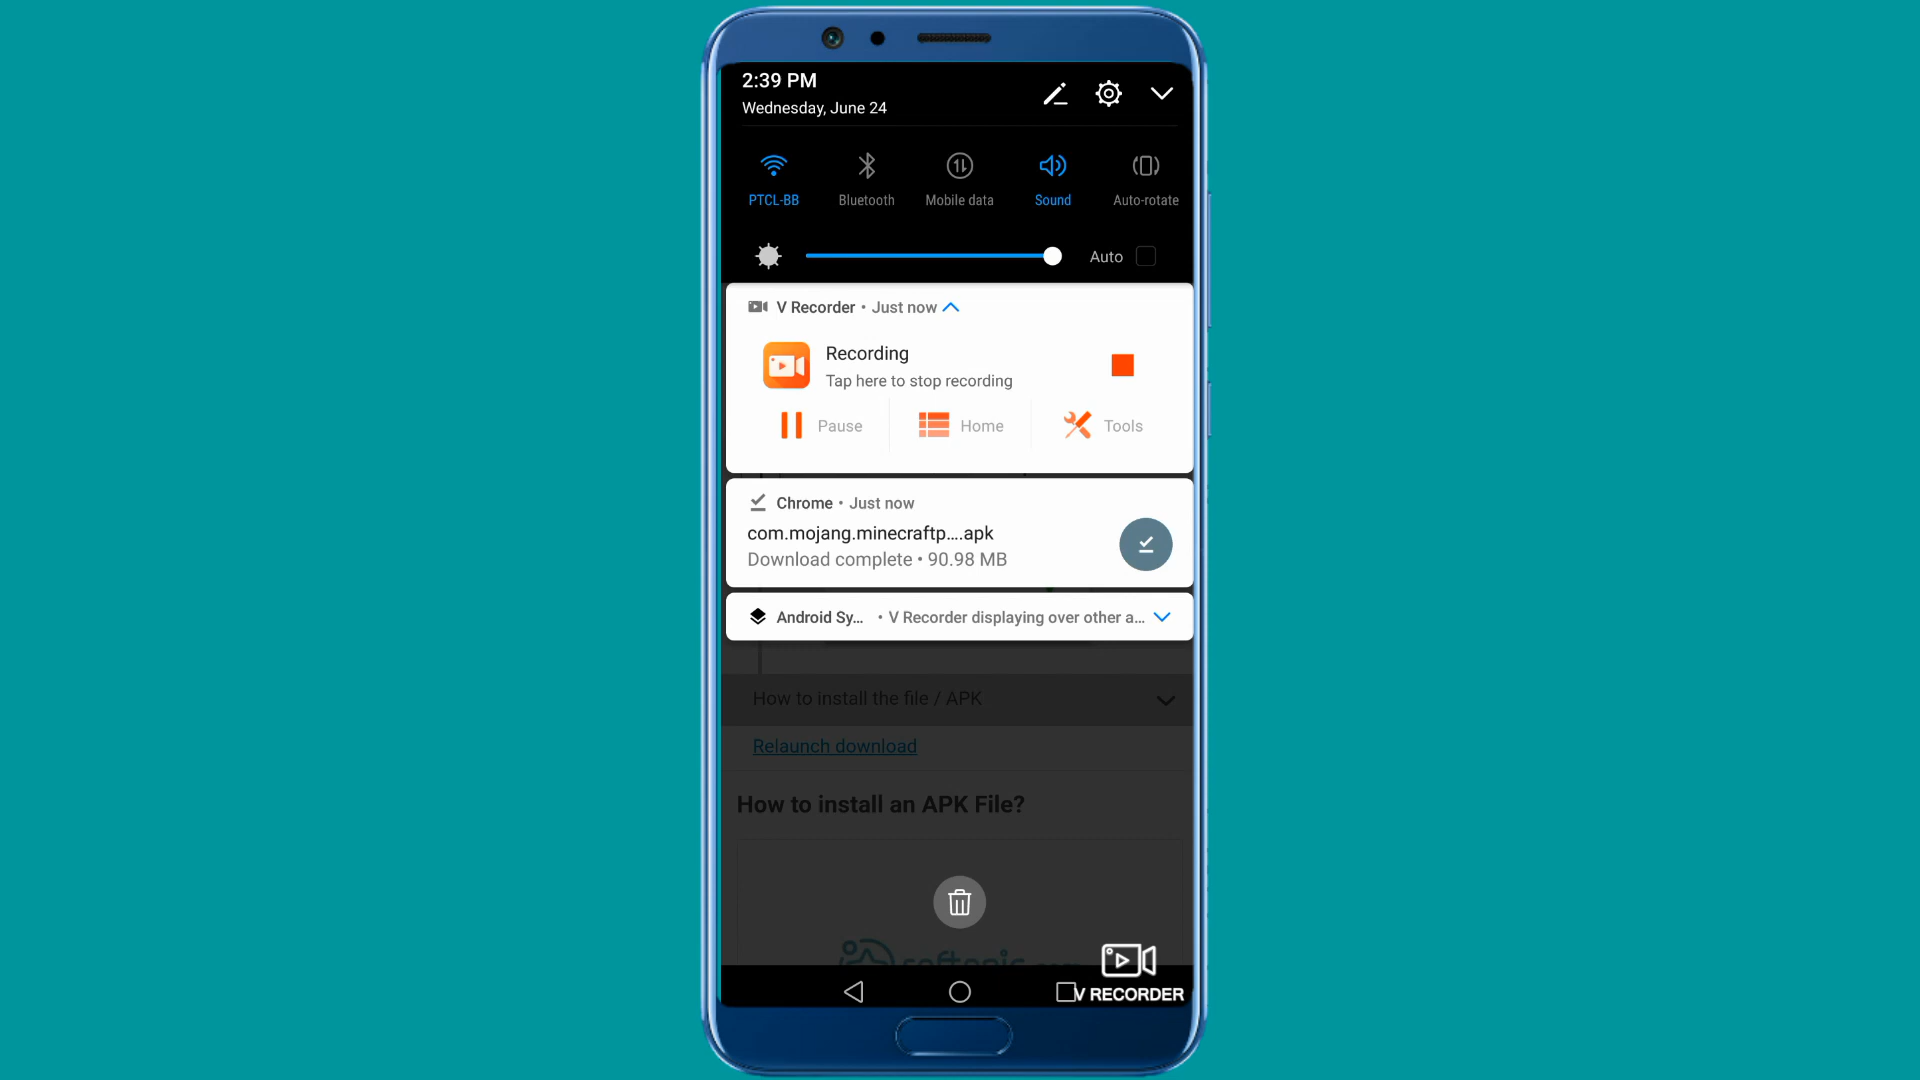 2:39 PM
Wednesday, June 24
PTCL-BB
Bluetooth
Mobile data
Sound
Auto-rotate
Auto
V Recorder • Just now
Recording
Tap here to stop recording
Pause
Home
Tools
Chrome • Just now
com.mojang.minecraftp....apk
Download complete • 90.98 MB
Android Sy... • V Recorder displaying over other a...
How to install the file / APK
Relaunch download
How to install an APK File?
V RECORDER